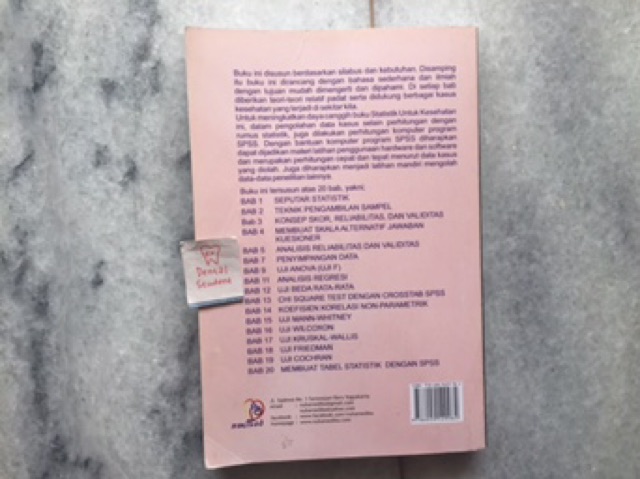 Buku ini disusun berdasarkan silabus dan kebutuhan. Disamping
itu buku ini dirancang dengan bahasa sederhana dan ilmiah
dengan tujuan mudah dimengerti dan dipahami. Di setiap bab
diberikan teori-teori relatif padat serta didukung berbagai kasus
kesehatan yang terjadi di sekitar kita.
Untuk meningkatkan daya canggih buku Statistik Untuk Kesehatan
ini, dalam pengolahan data kasus selain perhitungan dengan
rumus statistik, juga dilakukan perhitungan komputer program
SPSS. Dengan bantuan komputer program SPSS diharapkan
dapat dijadikan materi latihan penggunaan hardware dan software
dan merupakan perhitungan cepat dan tepat menurut data kasus
yang diolah. Juga diharapkan menjadi latihan mandiri mengolah
data-data penelitian lainnya.
Buku ini tersusun atas 20 bab, yakni:
BAB 1 SEPUTAR STATISTIK
BAB 2 TEKNIK PENGAMBILAN SAMPEL
Bab 3 KONSEP SKOR, RELIABILITAS, DAN VALIDITAS
BAB 4 MEMBUAT SKALA ALTERNATIF JAWABAN
KUESIONER
BAB ANALISIS RELIABILITAS DAN VALIDITAS
BAB 7 PENYIMPANGAN DATA
BAB 9 UJI ANOVA (UJI F)
BAB 11 ANALISIS REGRESI
BAB 12 UJI BEDA RATA-RATA
BAB 13 CHI SQUARE TEST DENGAN CROSSTAB SPSS
BAB 14 KOEFISIEN KORELASI NON-PARAMETRIK
BAB 15 UJI MANN-WHITNEY
BAB 16 UJI WILCOXON
BAB 17 UJI KRUSKAL-WALLIS
BAB 18 UJI FRIEDMAN
BAB 19 UJI COCHRAN
BAB 20 MEMBUAT TABEL STATISTIK DENGAN SPSS
Dental
email
facebook
homepage